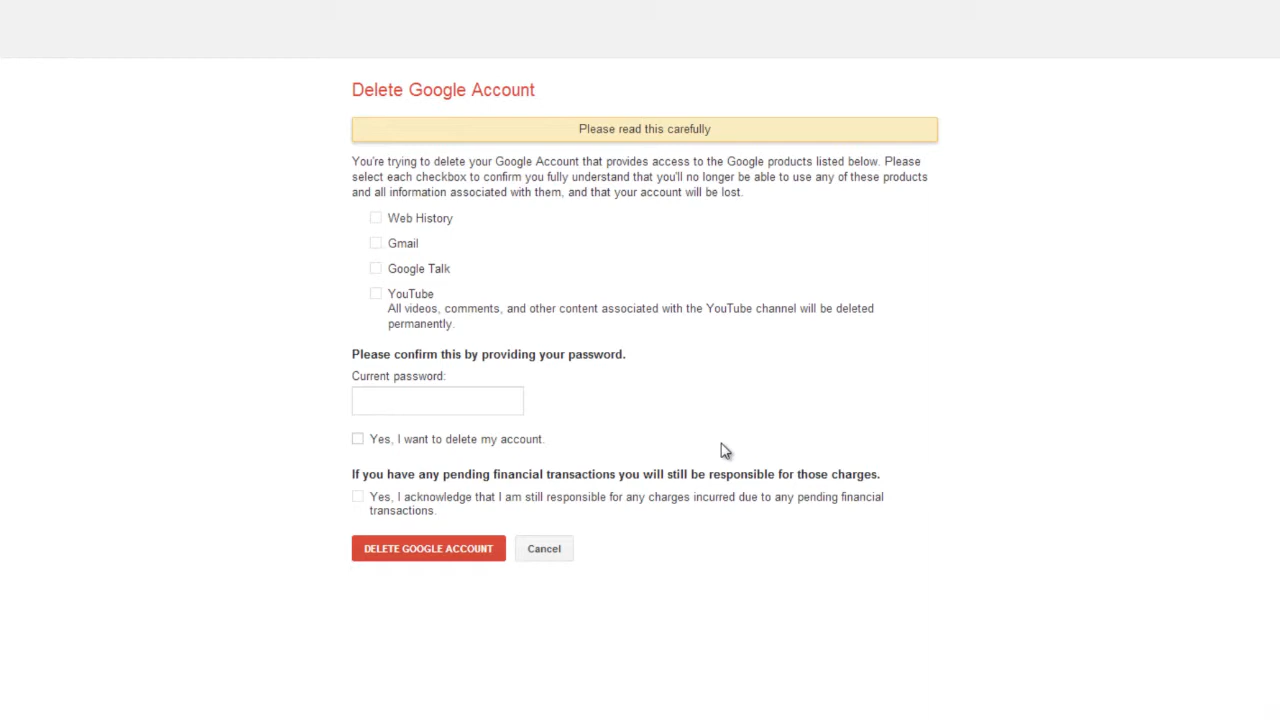 Delete Google Account
Please read this carefully
You're trying to delete your Google Account that provides access to the Google products listed below. Please
select each checkbox to confirm you fully understand that you'll no longer be able to use any of these products
and all information associated with them, and that your account will be lost.
Web History
Gmail
Google Talk
YouTube
All videos, comments, and other content associated with the YouTube channel will be deleted
permanently.
Please confirm this by providing your password.
Current password:
Yes, I want to delete my account.
If you have any pending financial transactions you will still be responsible for those charges.
Yes, I acknowledge that I am still responsible for any charges incurred due to any pending financial
transactions.
DELETE GOOGLE ACCOUNT Cancel